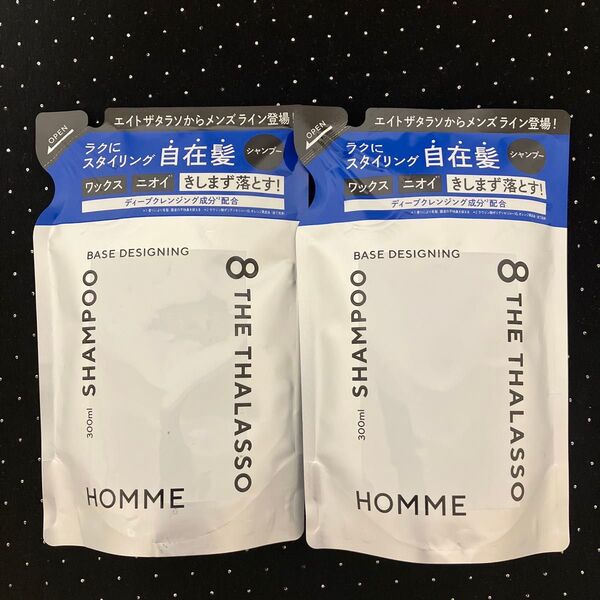 OPEN
エイトザタラソからメンズライン登場!
ラクに
スタイリング 自在髪 シャンプー
ワックス ニオイ きしまず落とす!
ディープクレンジング成分 配合
BASE DESIGNING
SHAMPOO
300ml
8 THE THALASSO
HOMME
OPEN
エイトザタラソからメンズライン登場!
ラクに
スタイリング 自在髪 シャンプー
ワックス ニオイ きしまず落とす!
ディープクレンジング成分 配合
BASE DESIGNING
SHAMPOO
300ml
8 THE THALASSO
HOMME